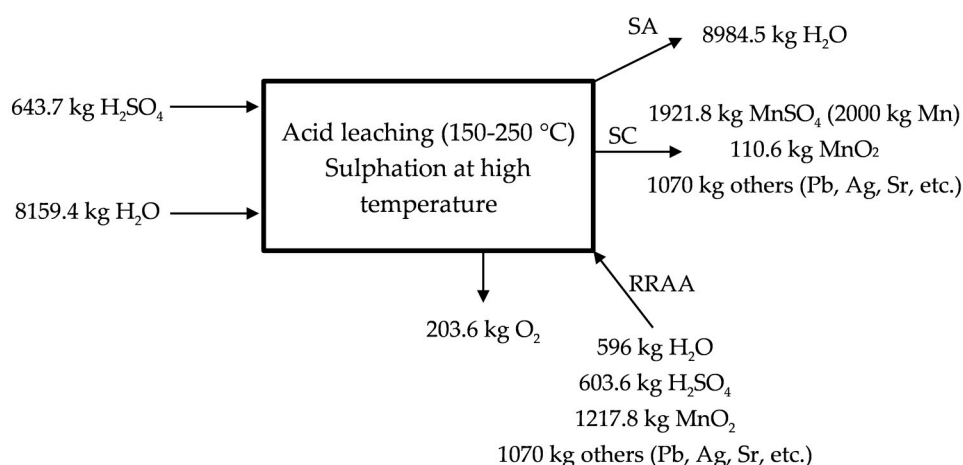 SA
8984.5 kg H₂O
643.7 kg H₂SO₄
Acid leaching (150-250 °C)
Sulphation at high
temperature
SC
1921.8 kg MnSO₄ (2000 kg Mn)
110.6 kg MnO₂
1070 kg others (Pb, Ag, Sr, etc.)
8159.4 kg H₂O
203.6 kg O₂
RRAA
596 kg H₂O
603.6 kg H₂SO₄
1217.8 kg MnO₂
1070 kg others (Pb, Ag, Sr, etc.)